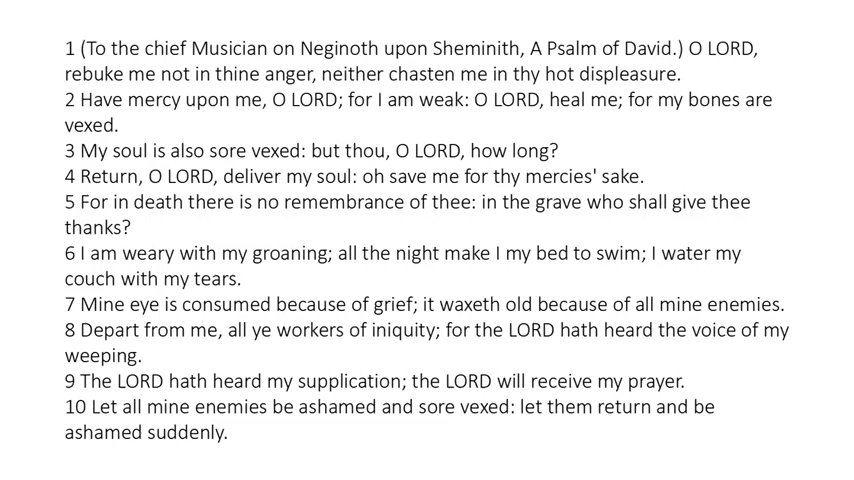 1 (To the chief Musician on Neginoth upon Sheminith, A Psalm of David.) O LORD,
rebuke me not in thine anger, neither chasten me in thy hot displeasure.
2 Have mercy upon me, O LORD; for I am weak: O LORD, heal me; for my bones are
vexed.
3 My soul is also sore vexed: but thou, O LORD, how long?
4 Return, O LORD, deliver my soul: oh save me for thy mercies' sake.
5 For in death there is no remembrance of thee: in the grave who shall give thee
thanks?
6 I am weary with my groaning; all the night make I my bed to swim; I water my
couch with my tears.
7 Mine eye is consumed because of grief; it waxeth old because of all mine enemies.
8 Depart from me, all ye workers of iniquity; for the LORD hath heard the voice of my
weeping.
9 The LORD hath heard my supplication; the LORD will receive my prayer.
10 Let all mine enemies be ashamed and sore vexed: let them return and be
ashamed suddenly.